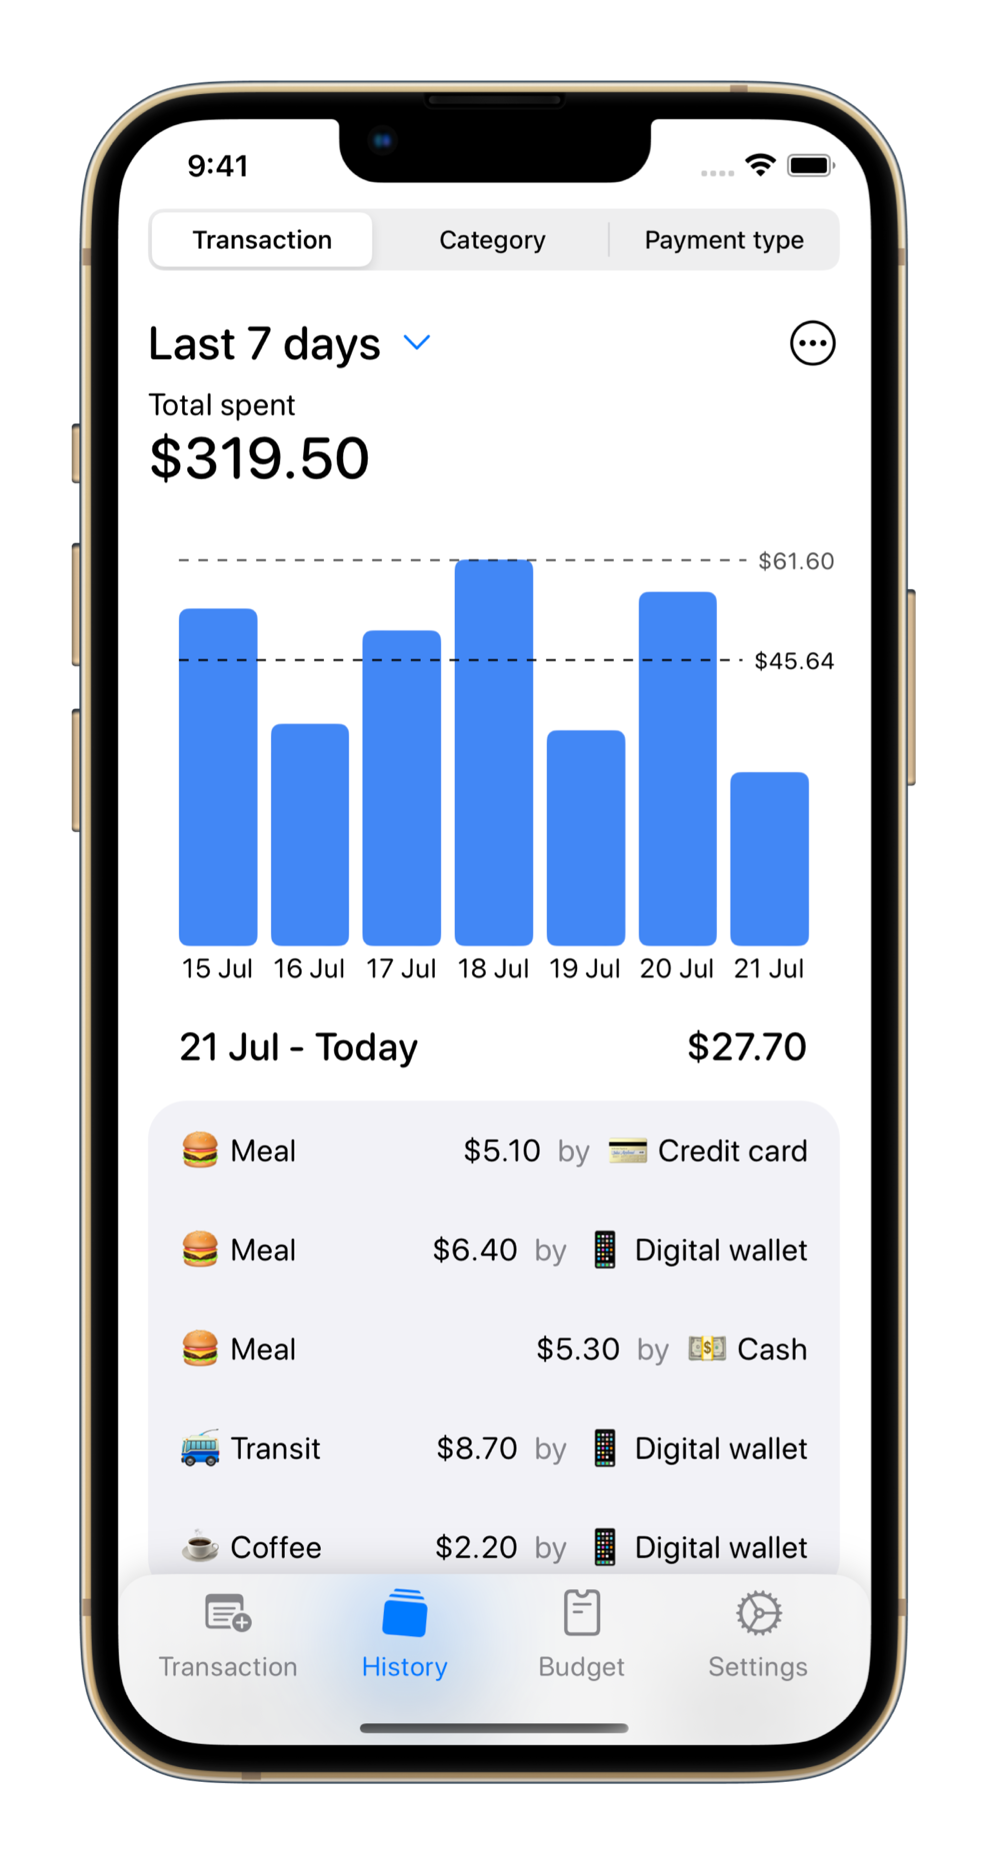 9:41
Transaction Category Payment type
Last 7 days
Total spent
$319.50
$61.60
$45.64
15 Jul 16 Jul 17 Jul 18 Jul 19 Jul 20 Jul 21 Jul
21 Jul - Today $27.70
Meal $5.10 by Credit card
Meal $6.40 by Digital wallet
Meal $5.30 by Cash
Transit $8.70 by Digital wallet
Coffee $2.20 by Digital wallet
Transaction History Budget Settings